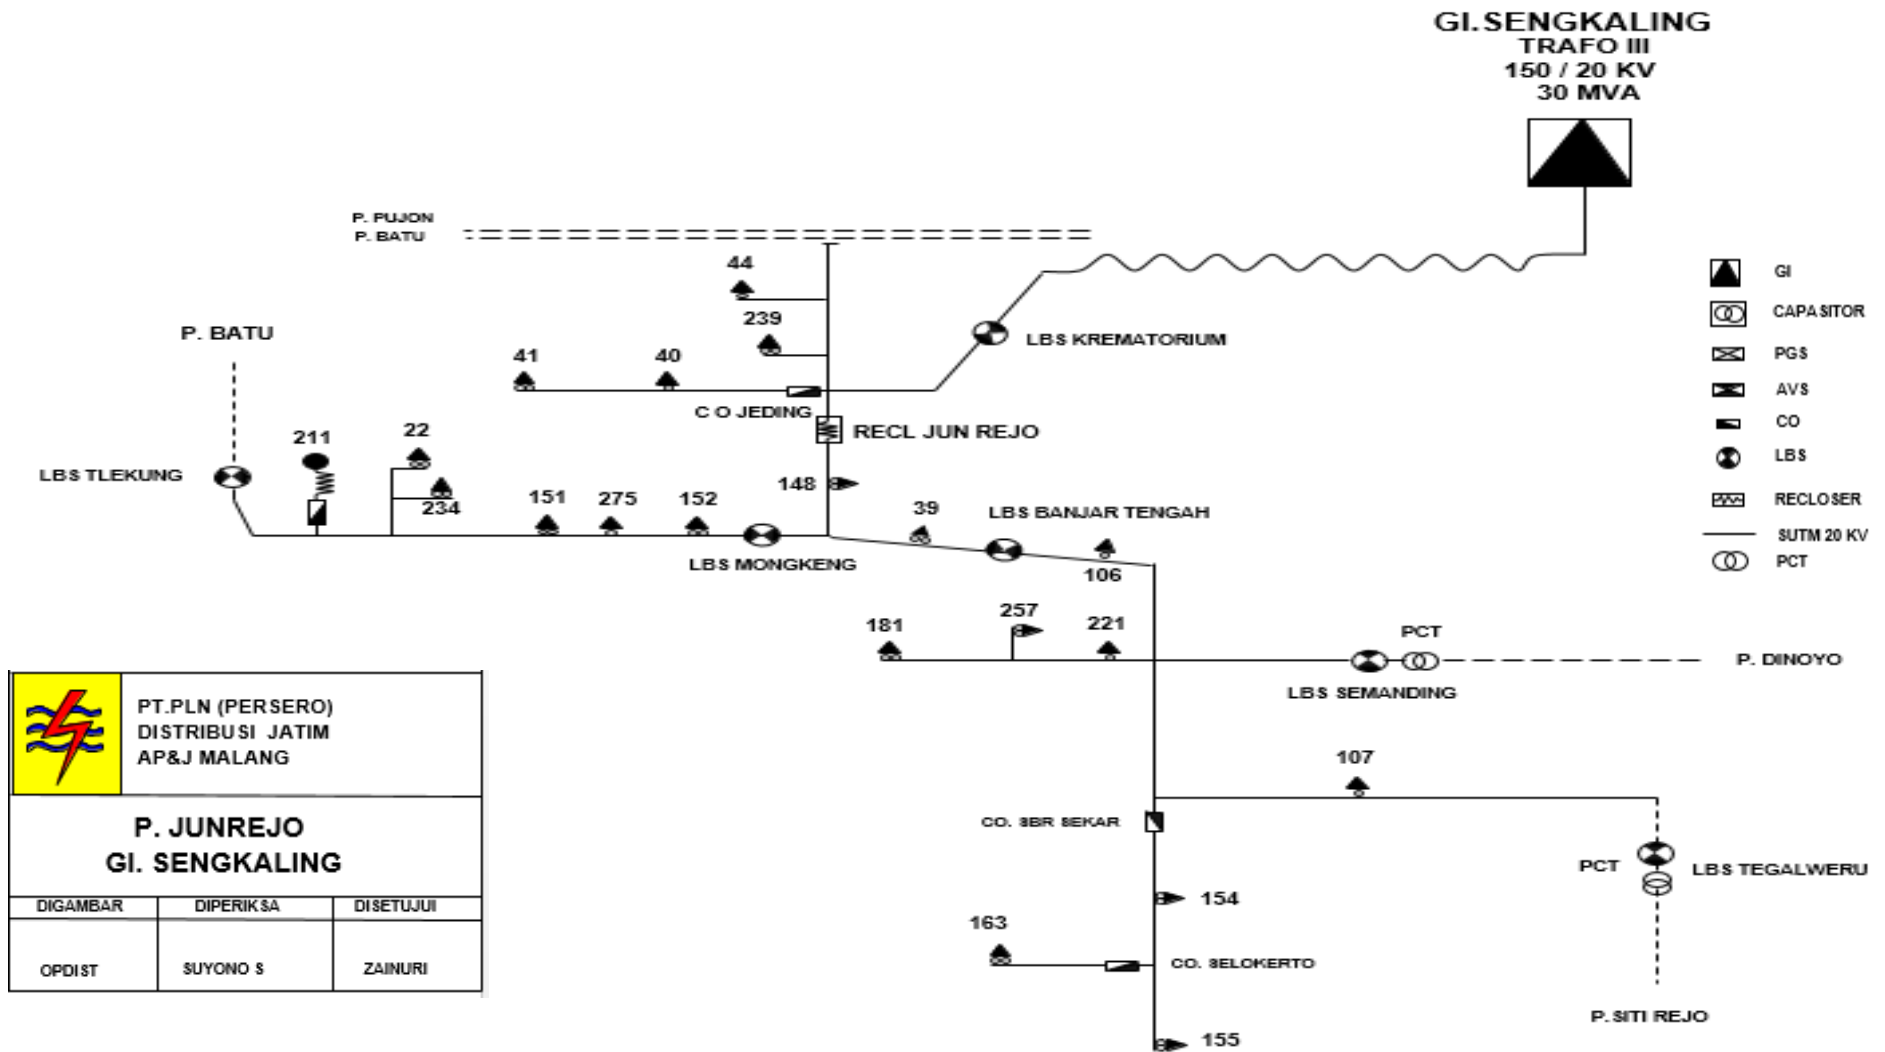 GI.SENGKALING
TRAFO III
150 / 20 KV
30 MVA
P. PUJON
P. BATU
44
239
P. BATU
41
40
LBS KREMATORIUM
C O JEDING
RECL JUN REJO
211
22
LBS TLEKUNG
234
151
275
152
148
39
LBS BANJAR TENGAH
LBS MONGKENG
106
181
257
221
PCT
P. DINOYO
LBS SEMANDING
107
CO. SBR SEKAR
PCT
LBS TEGALWERU
154
163
CO. SELOKERTO
P.SITI REJO
155
GI
CAPASITOR
PGS
AVS
CO
LBS
RECLOSER
SUTM 20 KV
PCT
PT.PLN (PERSERO)
DISTRIBUSI JATIM
AP&J MALANG
P. JUNREJO
GI. SENGKALING
DIGAMBAR
DIPERIKSA
DISETUJUI
OPDIST
SUYONO S
ZAINURI